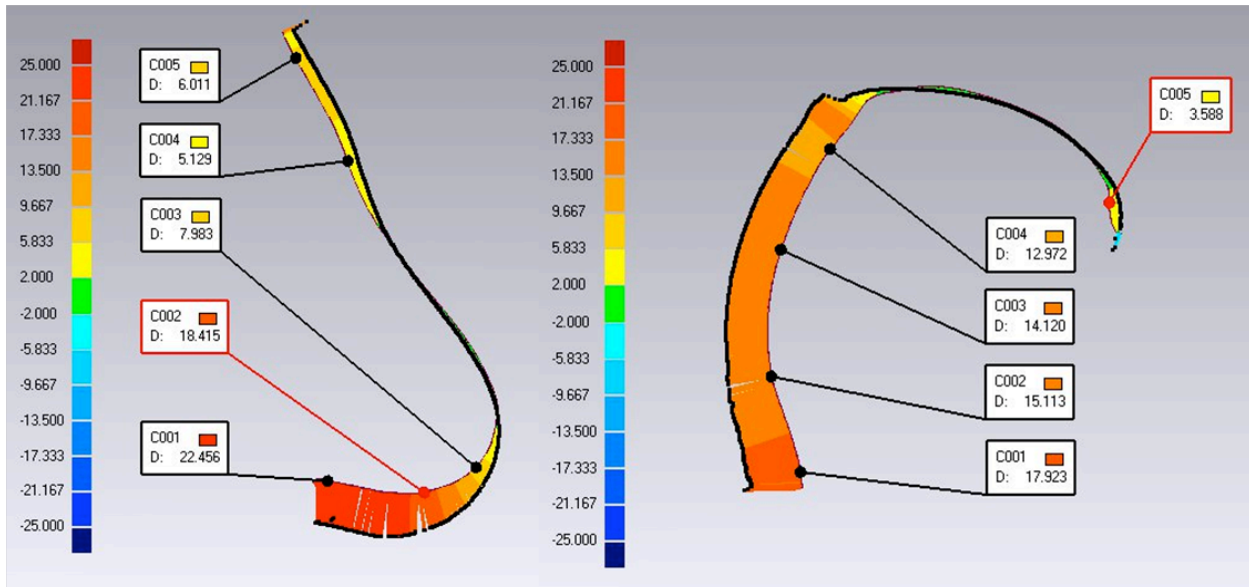 25.000
21.167
17.333
13.500
9.667
5.833
2.000
-2.000
-5.833
-9.667
-13.500
-17.333
-21.167
-25.000
C005
D: 6.011
C004
D: 5.129
C003
D: 7.983
C002
D: 18.415
C001
D: 22.456
25.000
21.167
17.333
13.500
9.667
5.833
2.000
-2.000
-5.833
-9.667
-13.500
-17.333
-21.167
-25.000
C005
D: 3.588
C004
D: 12.972
C003
D: 14.120
C002
D: 15.113
C001
D: 17.923